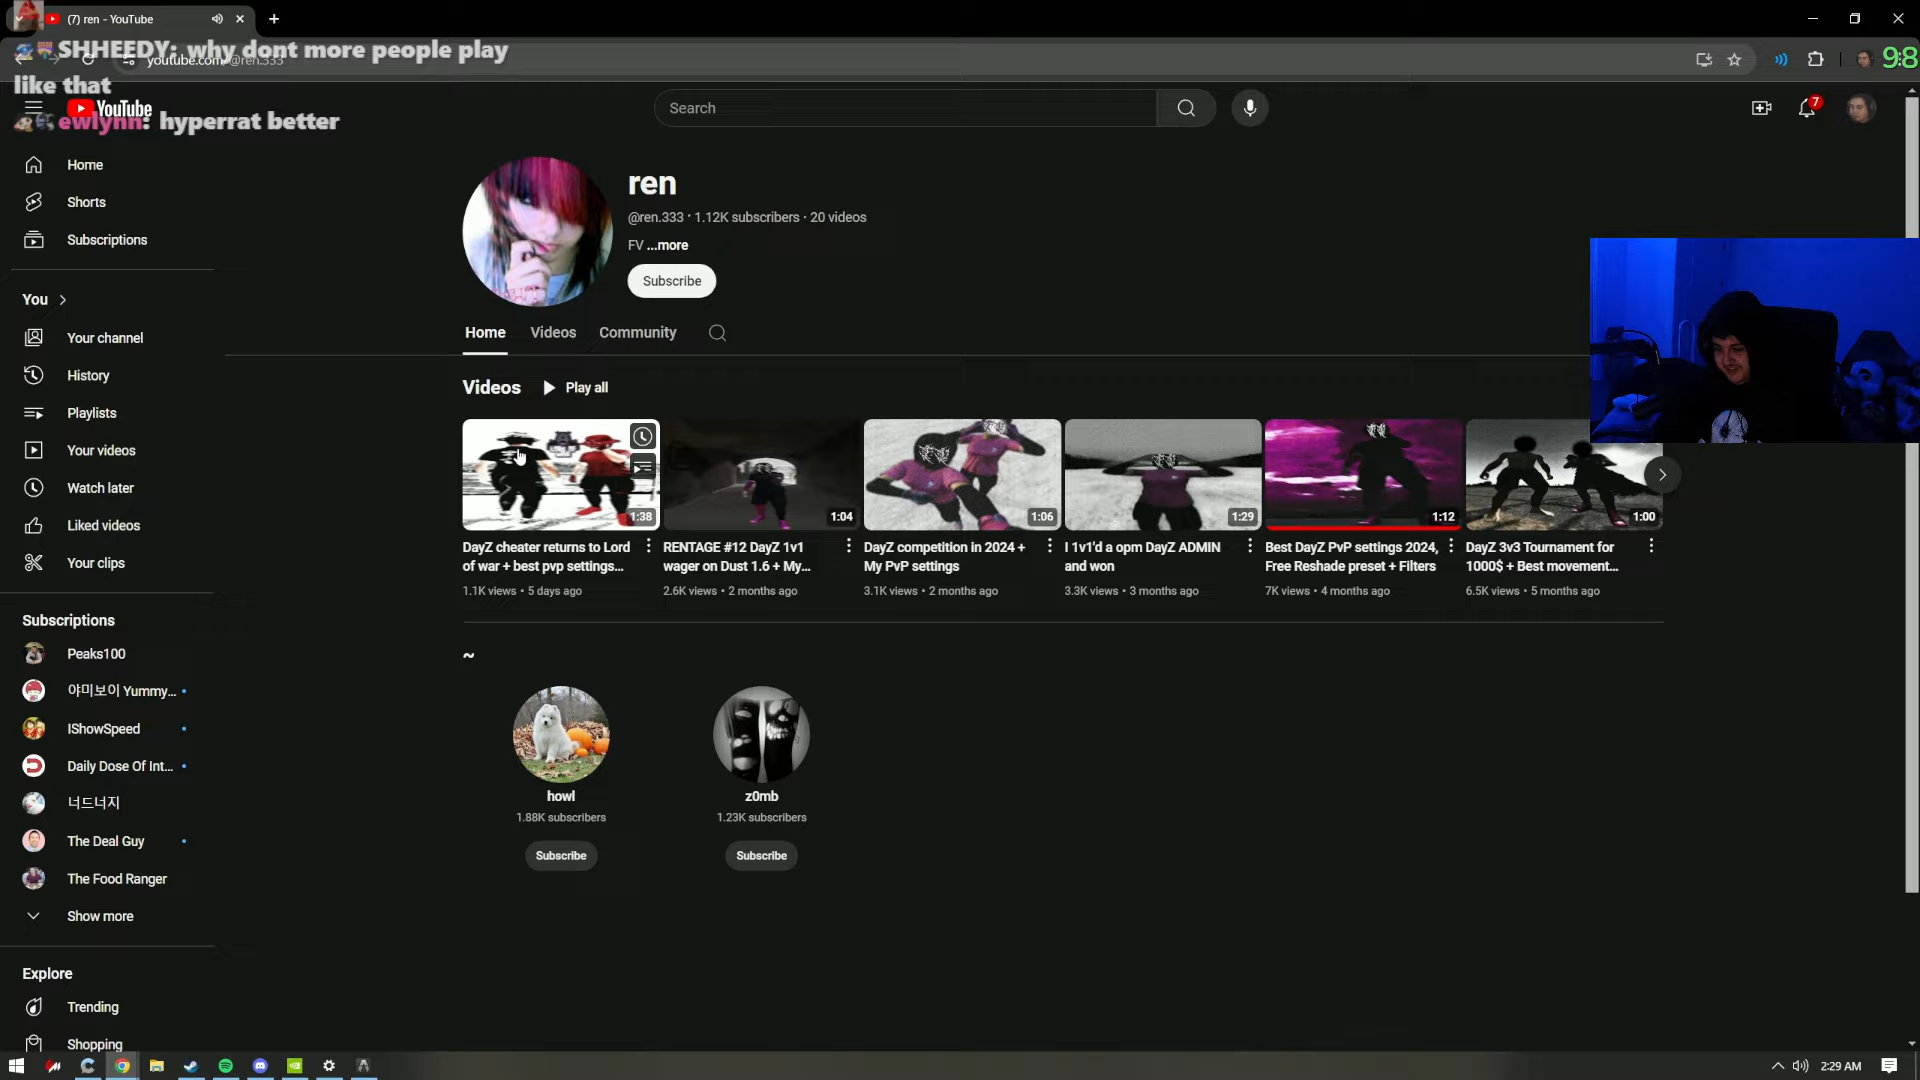 (7) ren - YouTube
SHHEEDY: why dont more people play
like that
youtube.com/@ren.333
98
YouTube
ewlynn: hyperrat better
Search
7
Home
Shorts
Subscriptions
You
Your channel
History
Playlists
Your videos
Watch later
Liked videos
Your clips
Subscriptions
Peaks100
야미보이 Yummy...
IShowSpeed
Daily Dose Of Int...
너드너지
The Deal Guy
The Food Ranger
Show more
Explore
Trending
Shopping
ren
@ren.333 · 1.12K subscribers · 20 videos
FV ...more
Subscribe
Home Videos Community
Videos Play all
1:38
1:04
1:06
1:29
1:12
1:00
DayZ cheater returns to Lord
of war + best pvp settings...
1.1K views • 5 days ago
RENTAGE #12 DayZ 1v1
wager on Dust 1.6 + My...
2.6K views • 2 months ago
DayZ competition in 2024 +
My PvP settings
3.1K views • 2 months ago
I 1v1'd a opm DayZ ADMIN
and won
3.3K views • 3 months ago
Best DayZ PvP settings 2024,
Free Reshade preset + Filters
7K views • 4 months ago
DayZ 3v3 Tournament for
1000$ + Best movement...
6.5K views • 5 months ago
~
howl
1.88K subscribers
Subscribe
z0mb
1.23K subscribers
Subscribe
2:29 AM